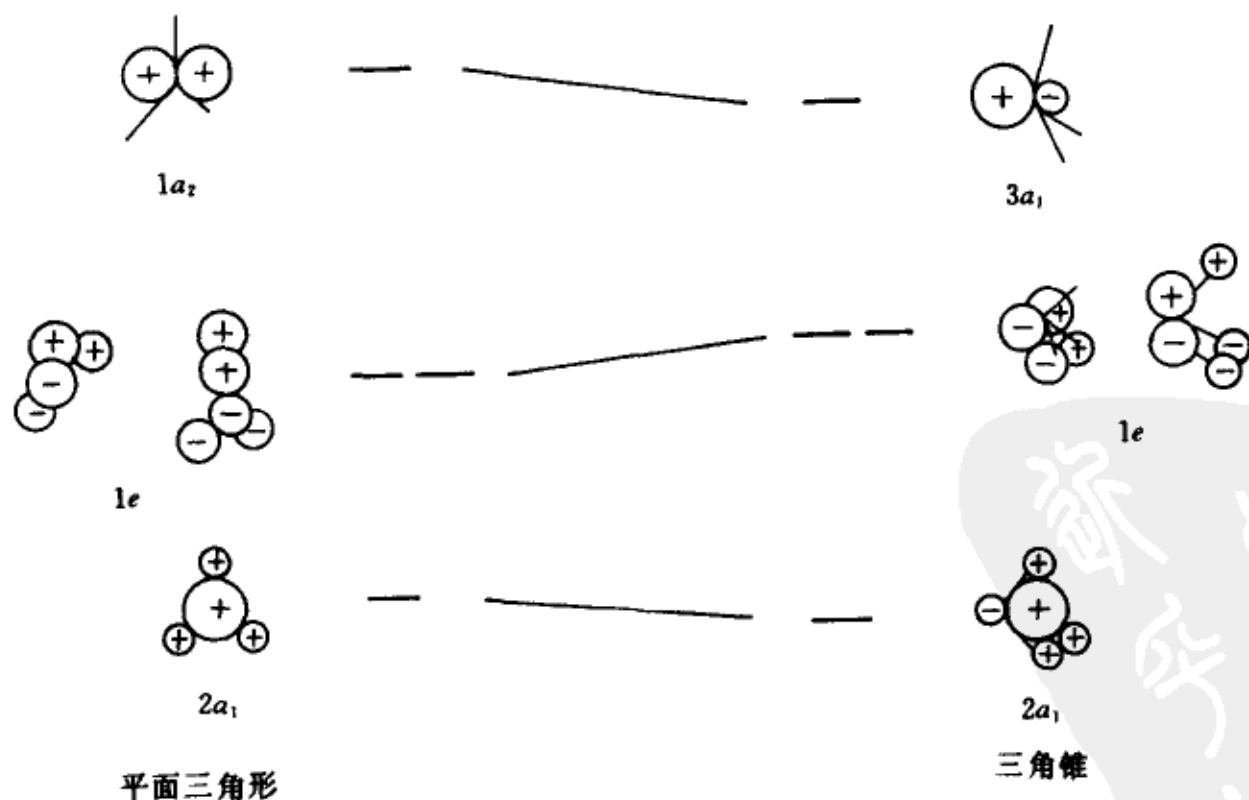 + + + -
1a₂
3a₁
+ + - - + + - - -
- + - + + + - - -
1e
1e
+ + + + + - + + +
2a₁
2a₁
平面三角形
三角锥